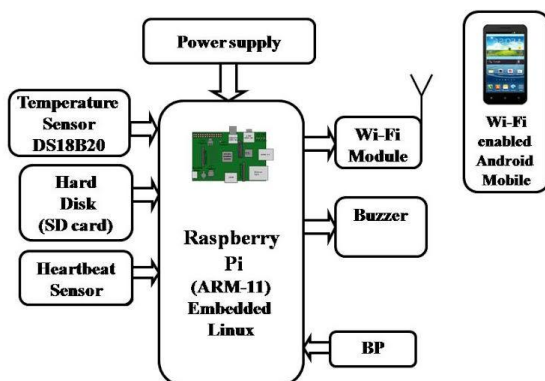 Power supply
Temperature
Sensor
DS18B20
Hard
Disk
(SD card)
Heartbeat
Sensor
Raspberry
Pi
(ARM-11)
Embedded
Linux
Wi-Fi
Module
Buzzer
BP
Wi-Fi
enabled
Android
Mobile